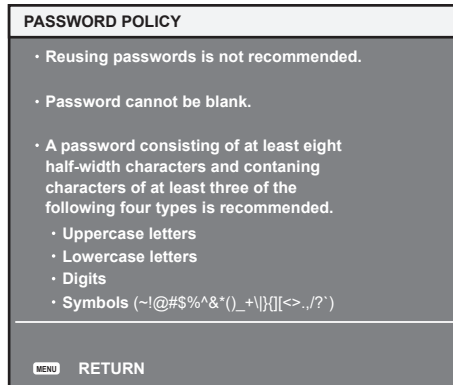 PASSWORD POLICY
・Reusing passwords is not recommended.
・Password cannot be blank.
・A password consisting of at least eight
half-width characters and contaning
characters of at least three of the
following four types is recommended.
・Uppercase letters
・Lowercase letters
・Digits
・Symbols (~!@#$%^&*()_+\|}{][<>.,/?`)
MENU RETURN